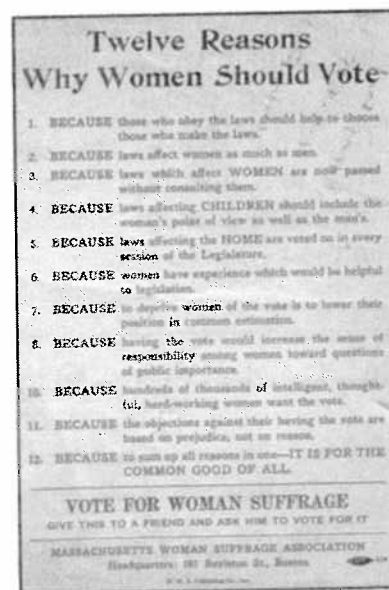 Twelve Reasons
Why Women Should Vote
1. BECAUSE those who obey the laws should help to choose
those who make the laws.
2. BECAUSE laws affect women as much as men.
3. BECAUSE laws which affect WOMEN are now passed
without consulting them.
4. BECAUSE laws affecting CHILDREN should include the
woman's point of view as well as the man's.
5. BECAUSE laws affecting the HOME are voted on in every
session of the Legislature.
6. BECAUSE women have experience which would be helpful
to legislation.
7. BECAUSE to deprive women of the vote is to lower their
position in common estimation.
8. BECAUSE having the vote would increase the sense of
responsibility among women toward questions
of public importance.
10. BECAUSE hundreds of thousands of intelligent, thought-
ful, hard-working women want the vote.
11. BECAUSE the objections against their having the vote are
based on prejudice, not on reason.
12. BECAUSE to sum up all reasons in one—IT IS FOR THE
COMMON GOOD OF ALL.
VOTE FOR WOMAN SUFFRAGE
GIVE THIS TO A FRIEND AND ASK HIM TO VOTE FOR IT
MASSACHUSETTS WOMAN SUFFRAGE ASSOCIATION
Headquarters: 585 Boylston St., Boston